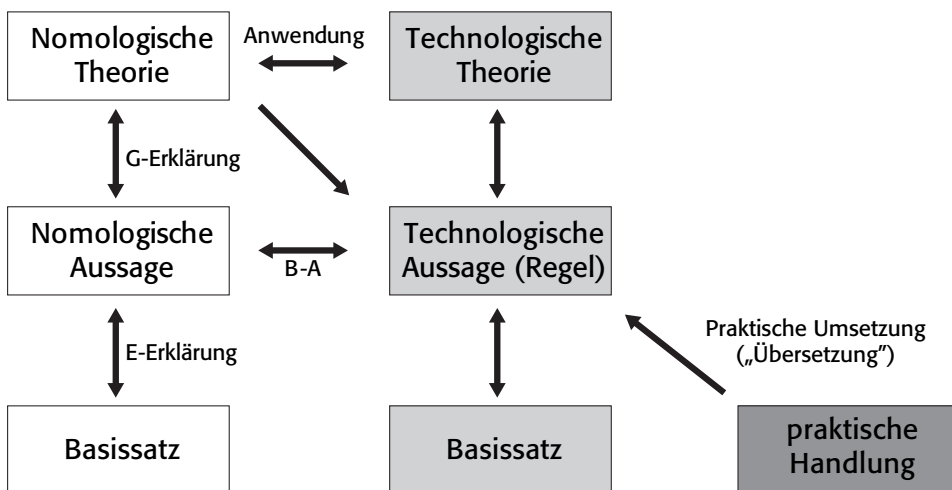 Nomologische
Theorie
Anwendung
Technologische
Theorie
G-Erklärung
Nomologische
Aussage
B-A
Technologische
Aussage (Regel)
E-Erklärung
Praktische Umsetzung
(„Übersetzung”)
Basissatz
Basissatz
praktische
Handlung